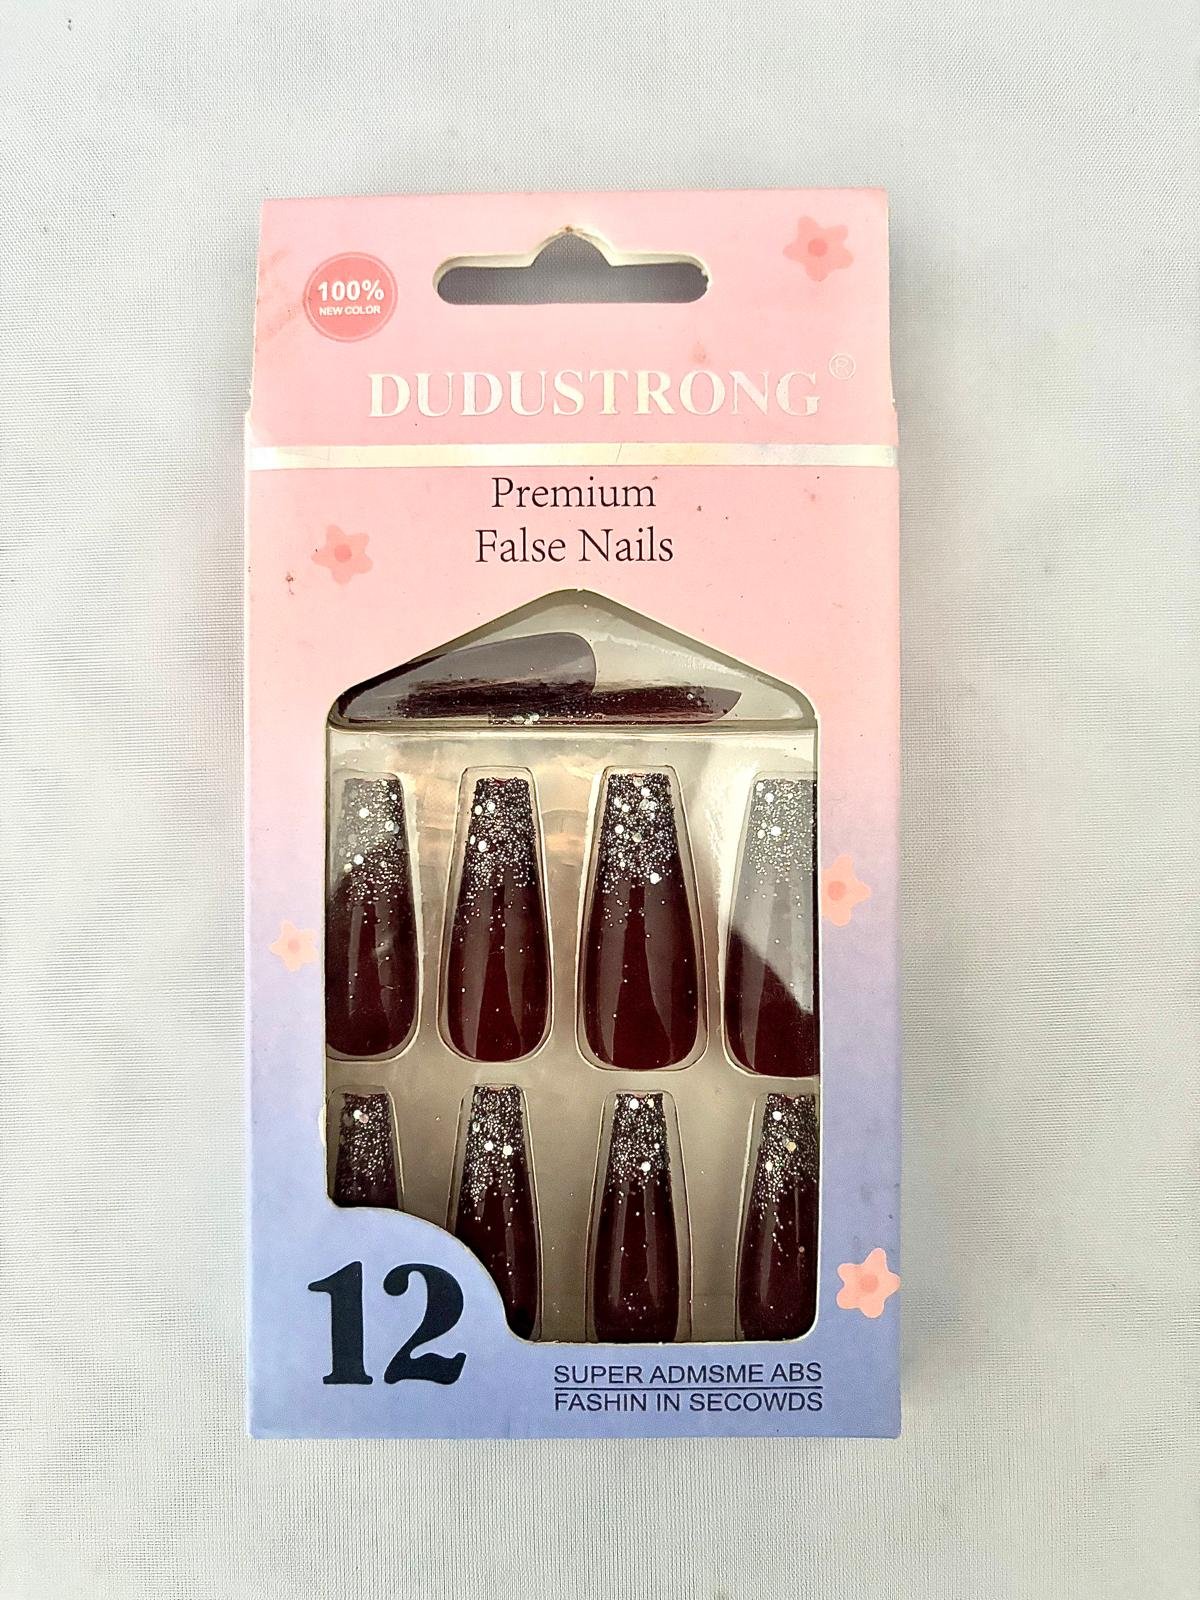 100%
NEW COLOR
DUDUSTRONG®
Premium
False Nails
12
SUPER ADMSME ABS
FASHIN IN SECOWDS